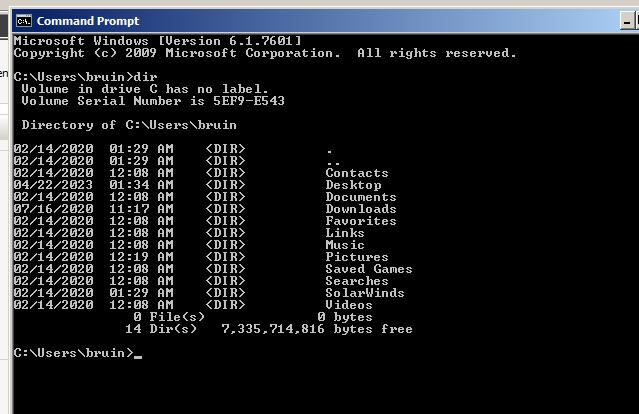 Command Prompt
Microsoft Windows [Version 6.1.7601]
Copyright (c) 2009 Microsoft Corporation.  All rights reserved.
C:\Users\bruin>dir
 Volume in drive C has no label.
 Volume Serial Number is 5EF9-E543
 Directory of C:\Users\bruin
02/14/2020  01:29 AM    <DIR>          .
02/14/2020  01:29 AM    <DIR>          ..
02/14/2020  12:08 AM    <DIR>          Contacts
04/22/2023  01:34 AM    <DIR>          Desktop
02/14/2020  12:08 AM    <DIR>          Documents
07/16/2020  11:17 AM    <DIR>          Downloads
02/14/2020  12:08 AM    <DIR>          Favorites
02/14/2020  12:08 AM    <DIR>          Links
02/14/2020  12:08 AM    <DIR>          Music
02/14/2020  12:19 AM    <DIR>          Pictures
02/14/2020  12:08 AM    <DIR>          Saved Games
02/14/2020  12:08 AM    <DIR>          Searches
02/14/2020  01:29 AM    <DIR>          SolarWinds
02/14/2020  12:08 AM    <DIR>          Videos
               0 File(s)              0 bytes
              14 Dir(s)   7,335,714,816 bytes free
C:\Users\bruin>_